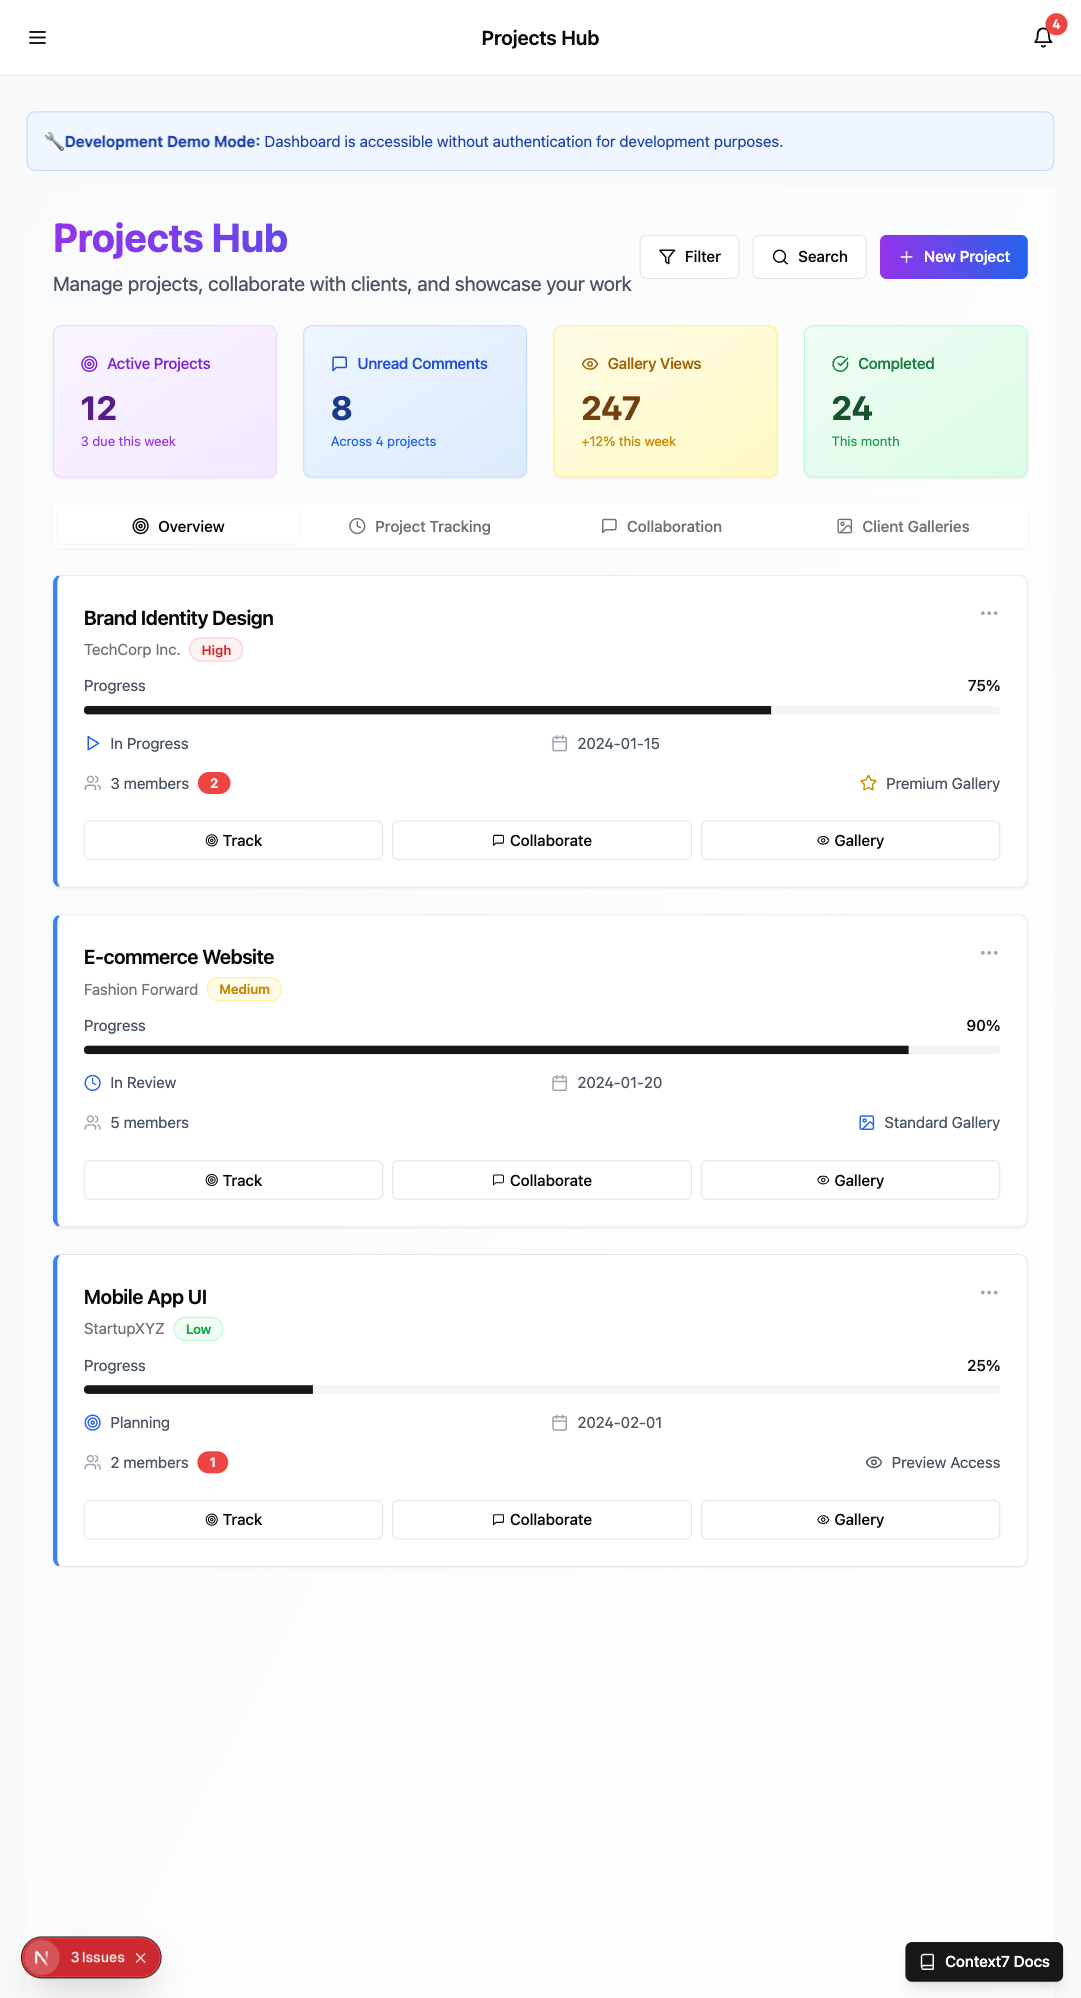 Projects Hub
4
🔧Development Demo Mode: Dashboard is accessible without authentication for development purposes.
Projects Hub
Manage projects, collaborate with clients, and showcase your work
Filter
Search
New Project
Active Projects
12
3 due this week
Unread Comments
8
Across 4 projects
Gallery Views
247
+12% this week
Completed
24
This month
Overview
Project Tracking
Collaboration
Client Galleries
Brand Identity Design
TechCorp Inc. High
Progress 75%
In Progress 2024-01-15
3 members 2 Premium Gallery
Track Collaborate Gallery
E-commerce Website
Fashion Forward Medium
Progress 90%
In Review 2024-01-20
5 members Standard Gallery
Track Collaborate Gallery
Mobile App UI
StartupXYZ Low
Progress 25%
Planning 2024-02-01
2 members 1 Preview Access
Track Collaborate Gallery
N 3 Issues
Context7 Docs